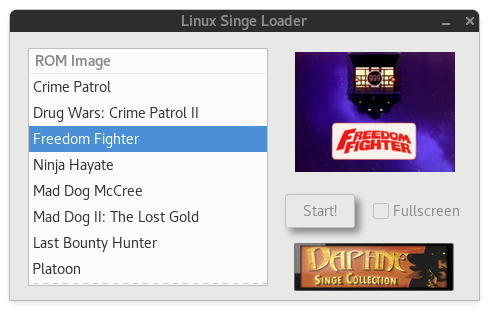 Linux Singe Loader
ROM Image
Crime Patrol
Drug Wars: Crime Patrol II
Freedom Fighter
Ninja Hayate
Mad Dog McCree
Mad Dog II: The Lost Gold
Last Bounty Hunter
Platoon
FREEDOM
FIGHTER
Start!
Fullscreen
DAPHNE
SINGE COLLECTION